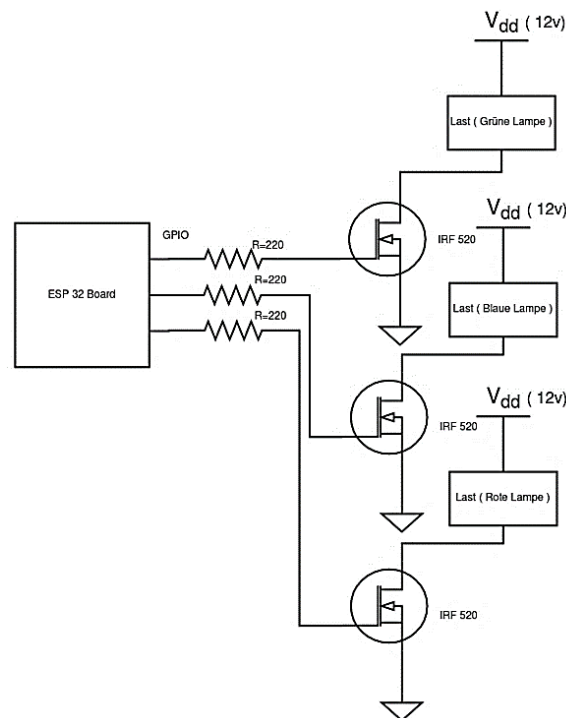 Vdd ( 12v)
Last ( Grüne Lampe )
GPIO
R=220
IRF 520
Vdd ( 12v)
ESP 32 Board
R=220
R=220
Last ( Blaue Lampe )
IRF 520
Vdd ( 12v)
Last ( Rote Lampe )
IRF 520